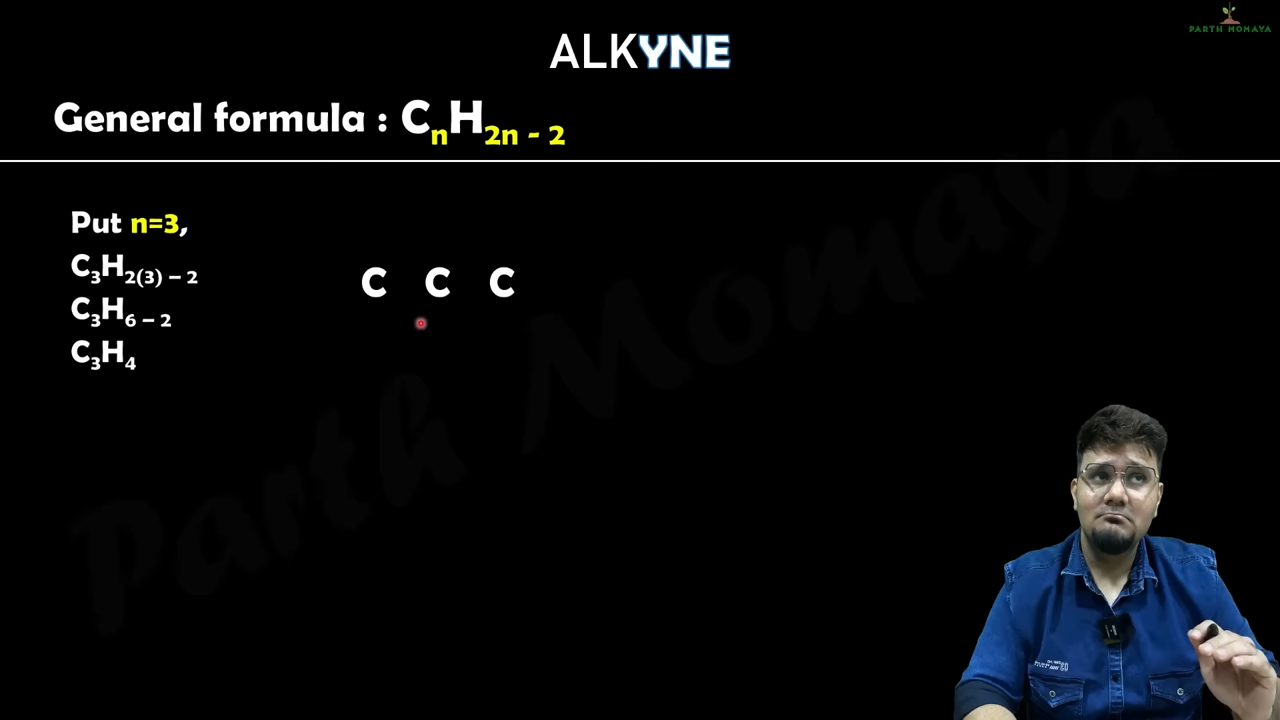 PARTH MOMAYA
ALKYNE
General formula : CₙH₂ₙ ₋ ₂
Put n=3,
C₃H₂₍₃₎ ₋ ₂
C₃H₆ ₋ ₂
C₃H₄
C C C
Parth Momaya